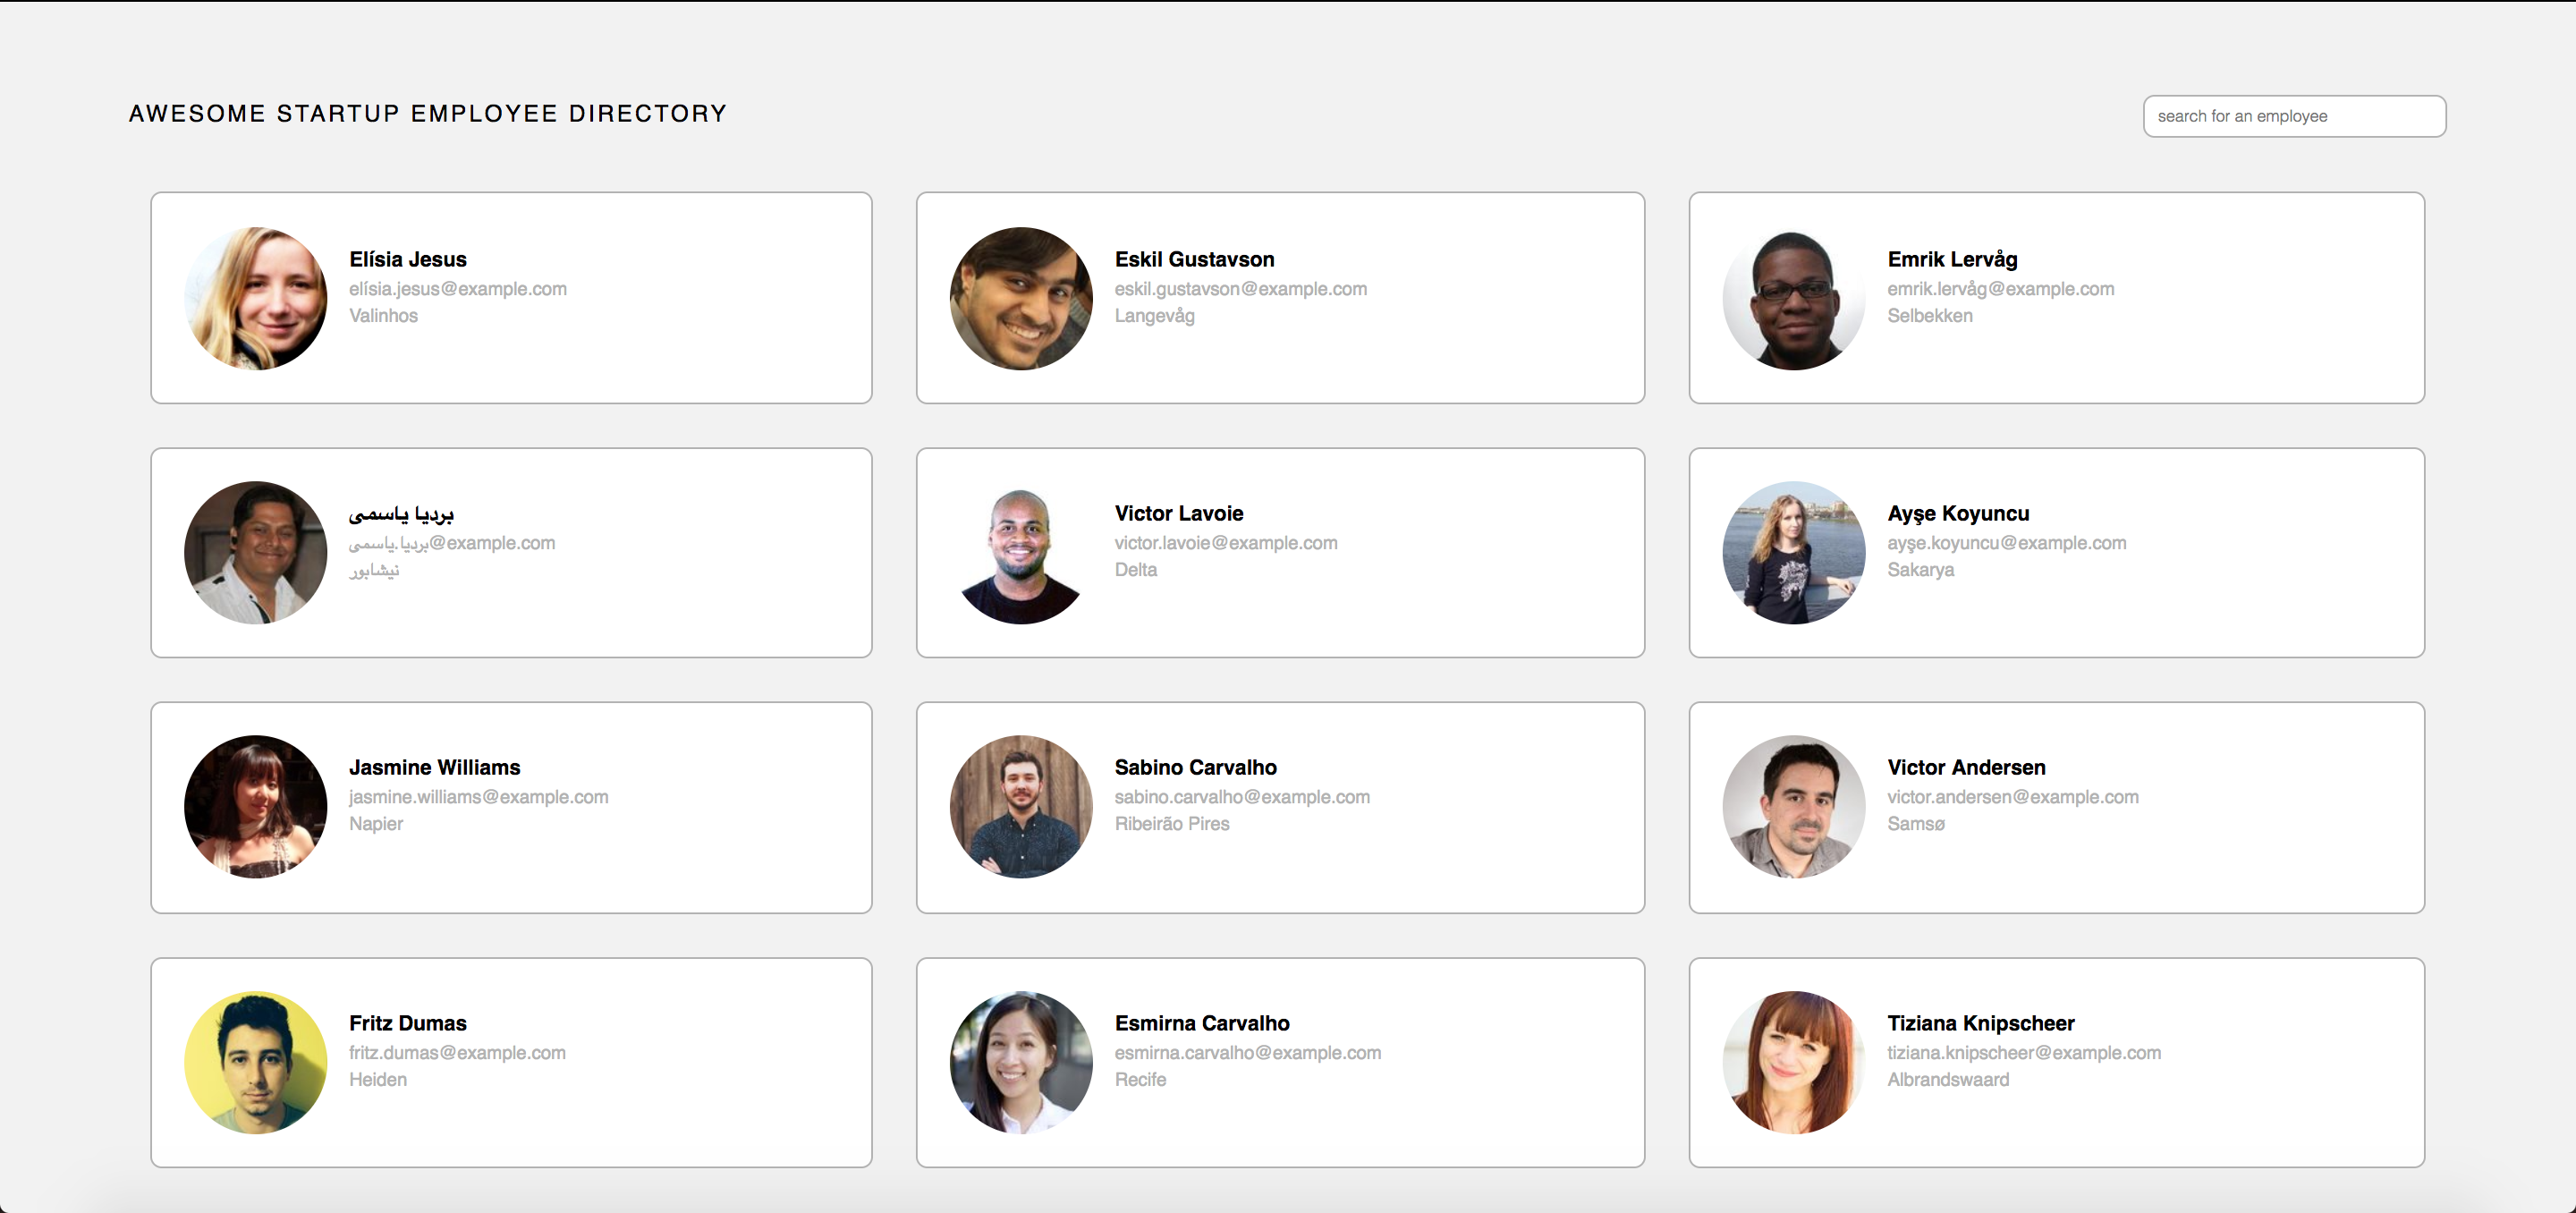 AWESOME STARTUP EMPLOYEE DIRECTORY
search for an employee
Elísia Jesus
elísia.jesus@example.com
Valinhos
Eskil Gustavson
eskil.gustavson@example.com
Langevåg
Emrik Lervåg
emrik.lervåg@example.com
Selbekken
بردیا یاسمی
بردیا.یاسمی@example.com
نیشابور
Victor Lavoie
victor.lavoie@example.com
Delta
Ayşe Koyuncu
ayşe.koyuncu@example.com
Sakarya
Jasmine Williams
jasmine.williams@example.com
Napier
Sabino Carvalho
sabino.carvalho@example.com
Ribeirão Pires
Victor Andersen
victor.andersen@example.com
Samsø
Fritz Dumas
fritz.dumas@example.com
Heiden
Esmirna Carvalho
esmirna.carvalho@example.com
Recife
Tiziana Knipscheer
tiziana.knipscheer@example.com
Albrandswaard